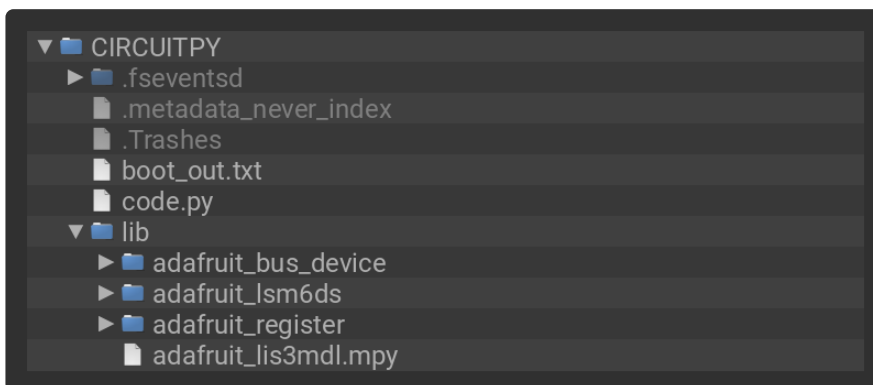 CIRCUITPY
.fseventsd
.metadata_never_index
.Trashes
boot_out.txt
code.py
lib
adafruit_bus_device
adafruit_lsm6ds
adafruit_register
adafruit_lis3mdl.mpy